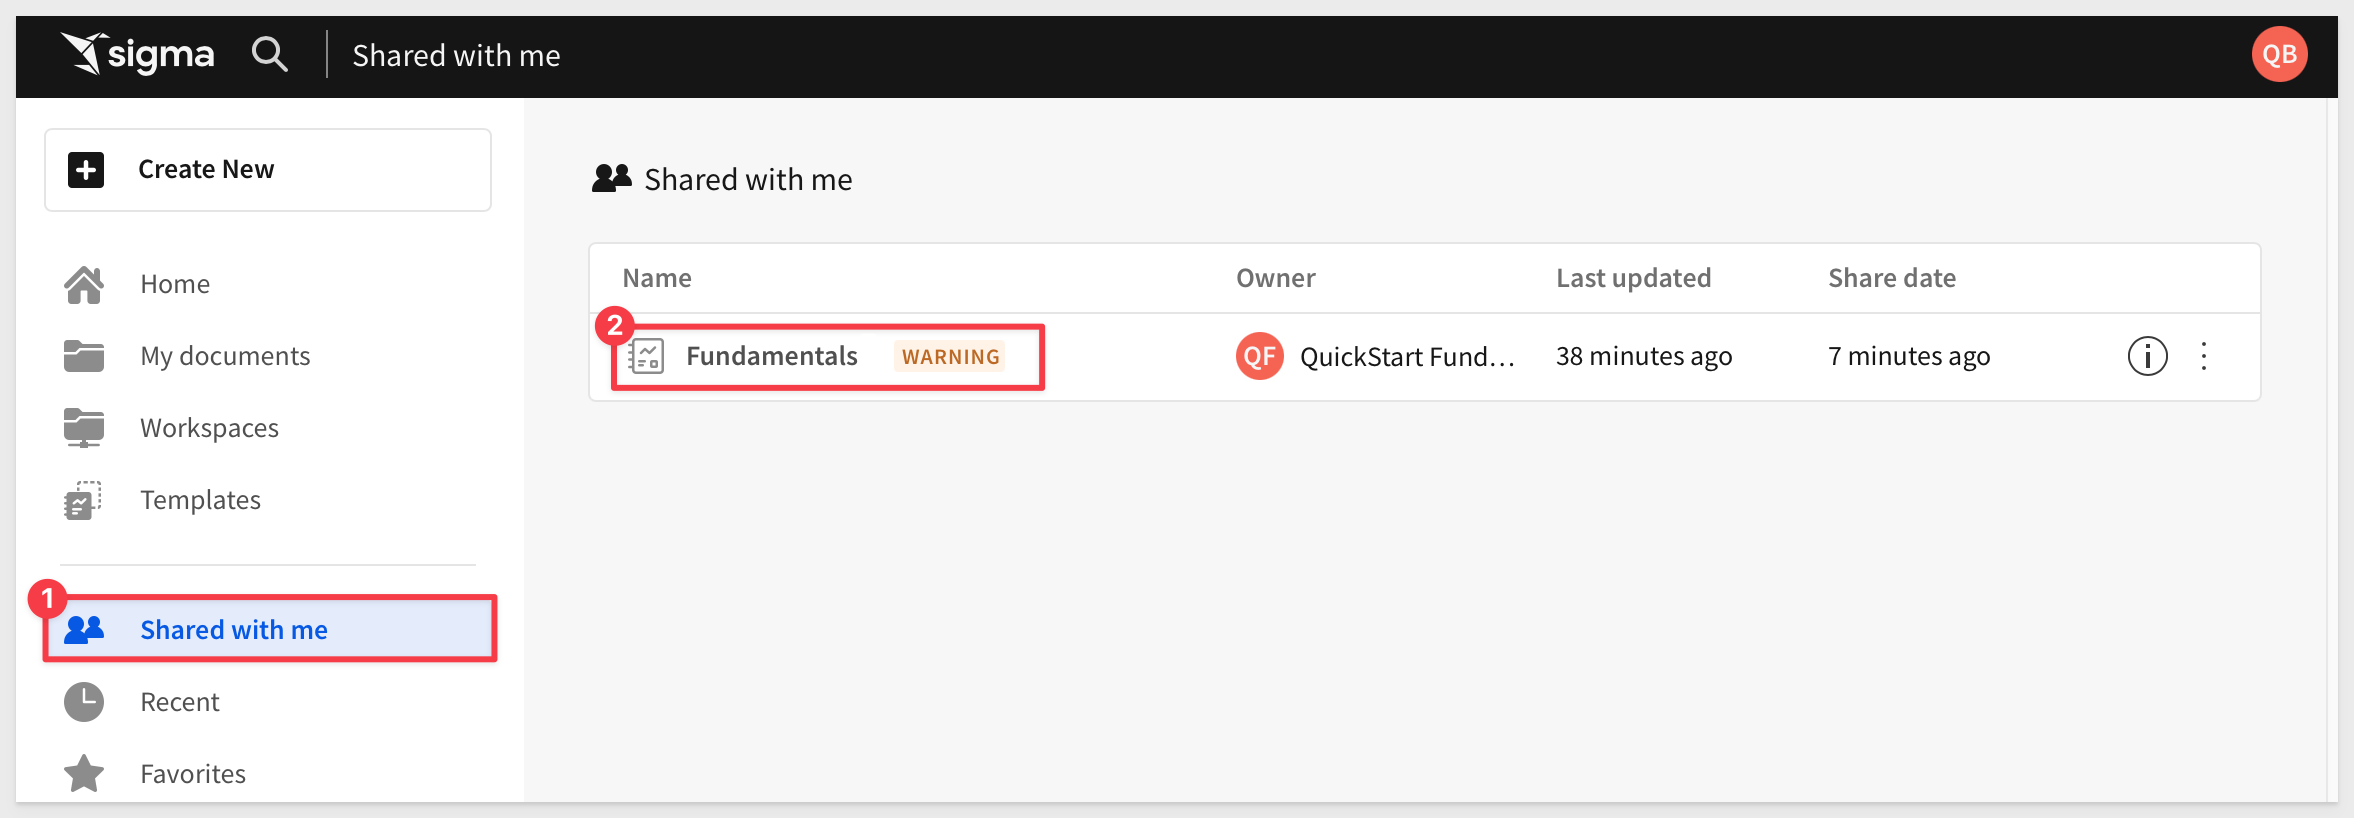 sigma Shared with me QB
Create New
Home
My documents
Workspaces
Templates
1
Shared with me
Recent
Favorites
Shared with me
Name Owner Last updated Share date
2
Fundamentals WARNING QF QuickStart Fund... 38 minutes ago 7 minutes ago